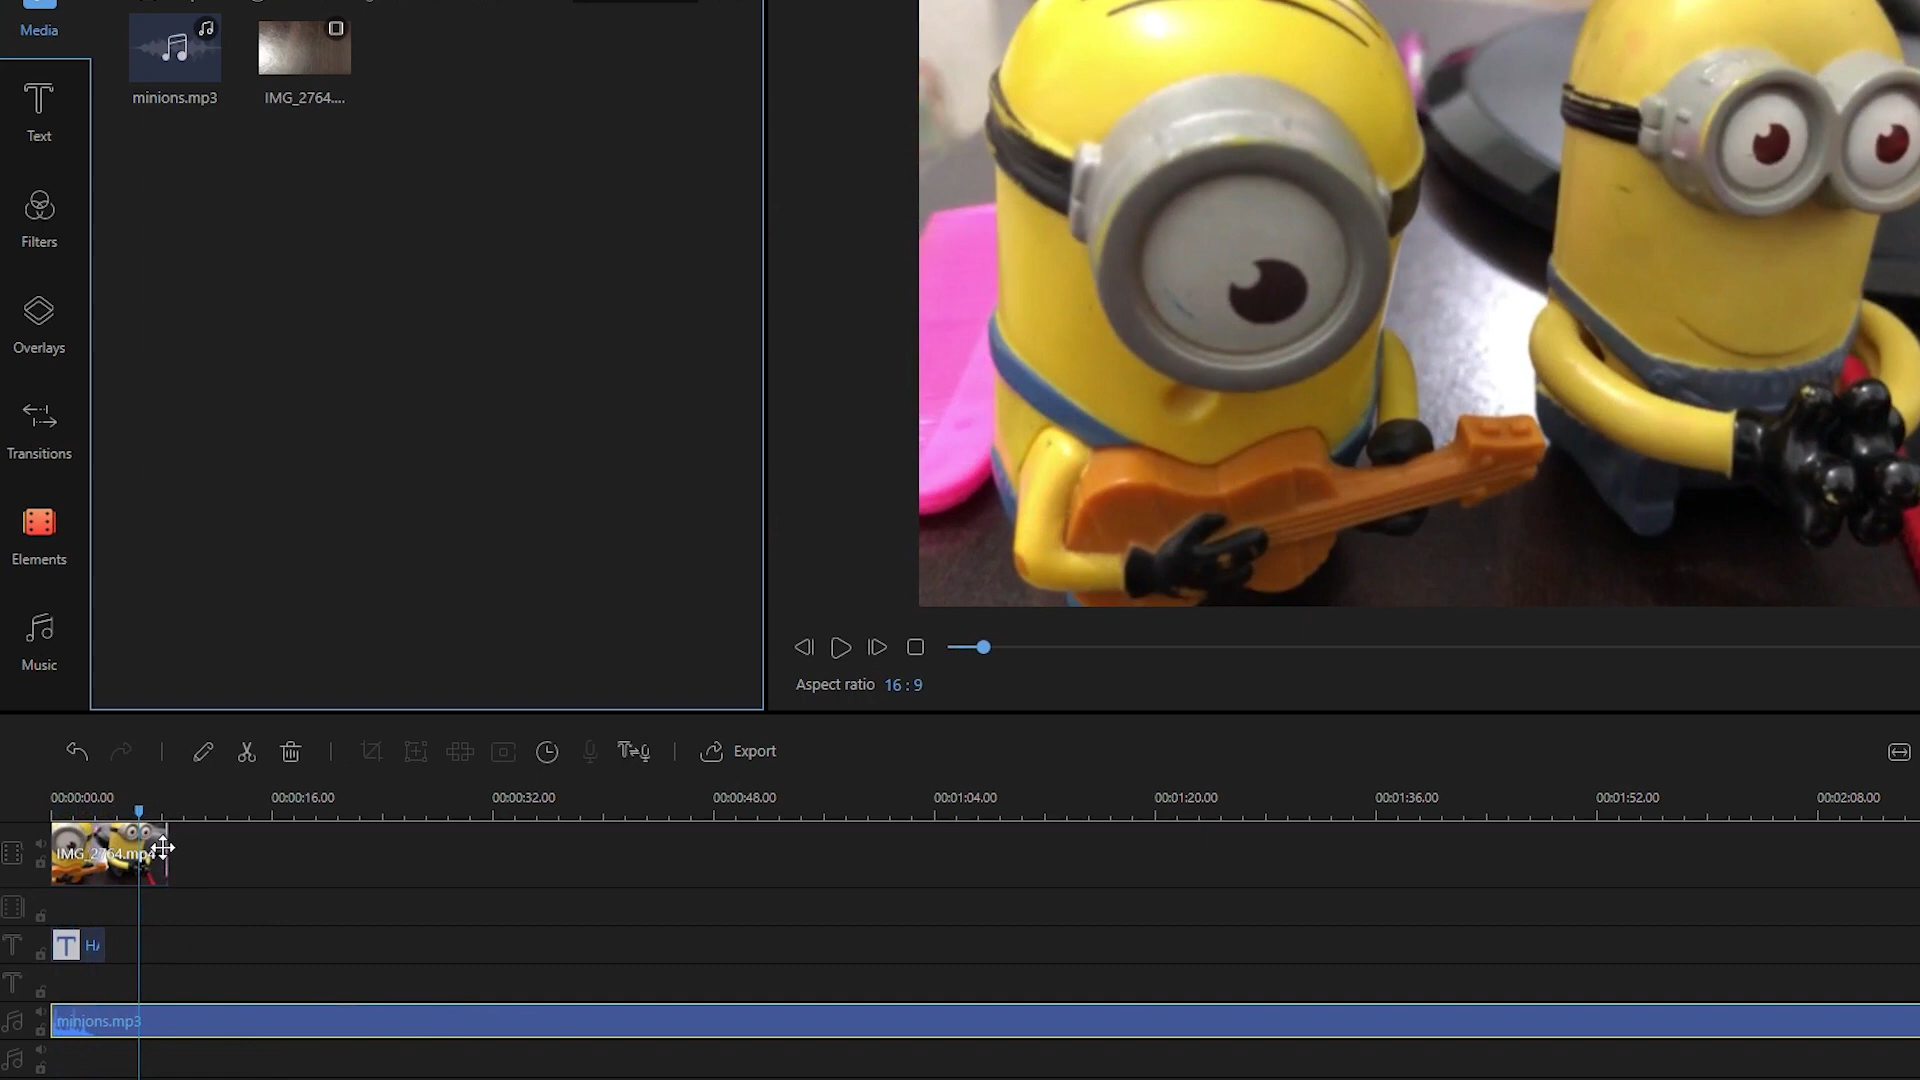 Media
minions.mp3
IMG_2764....
Text
Filters
Overlays
Transitions
Elements
Music
Aspect ratio 16 : 9
Export
00:00:00.00 00:00:16.00 00:00:32.00 00:00:48.00 00:01:04.00 00:01:20.00 00:01:36.00 00:01:52.00 00:02:08.00
IMG_2764.mp4
minions.mp3